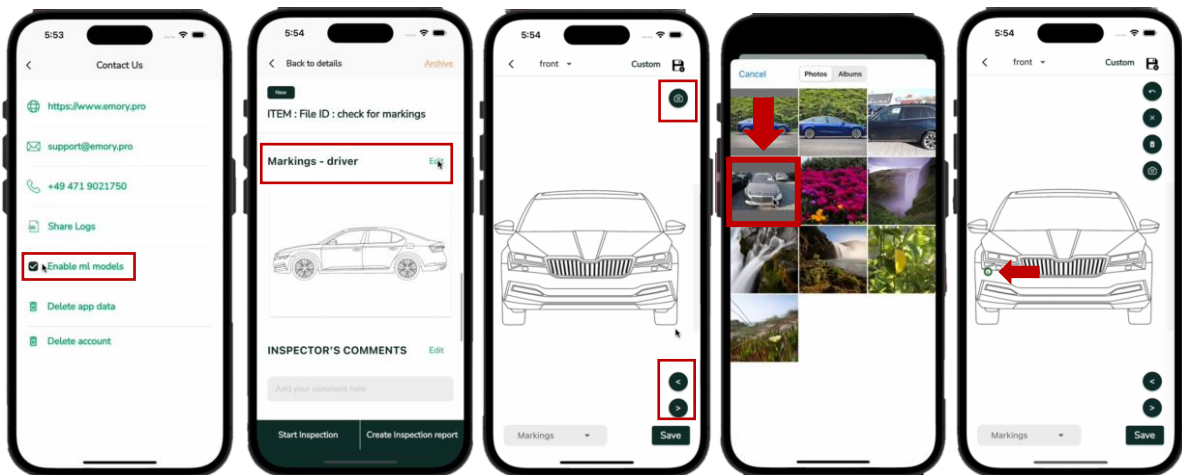 5:53
Contact Us
https://www.emory.pro
support@emory.pro
+49 471 9021750
Share Logs
Enable ml models
Delete app data
Delete account
5:54
Back to details
Archive
New
ITEM : File ID : check for markings
Markings - driver
Edit
INSPECTOR'S COMMENTS
Edit
Add your comment here
Start Inspection
Create Inspection report
5:54
front
Custom
<
>
Markings
Save
Cancel
Photos
Albums
5:54
front
Custom
<
>
Markings
Save